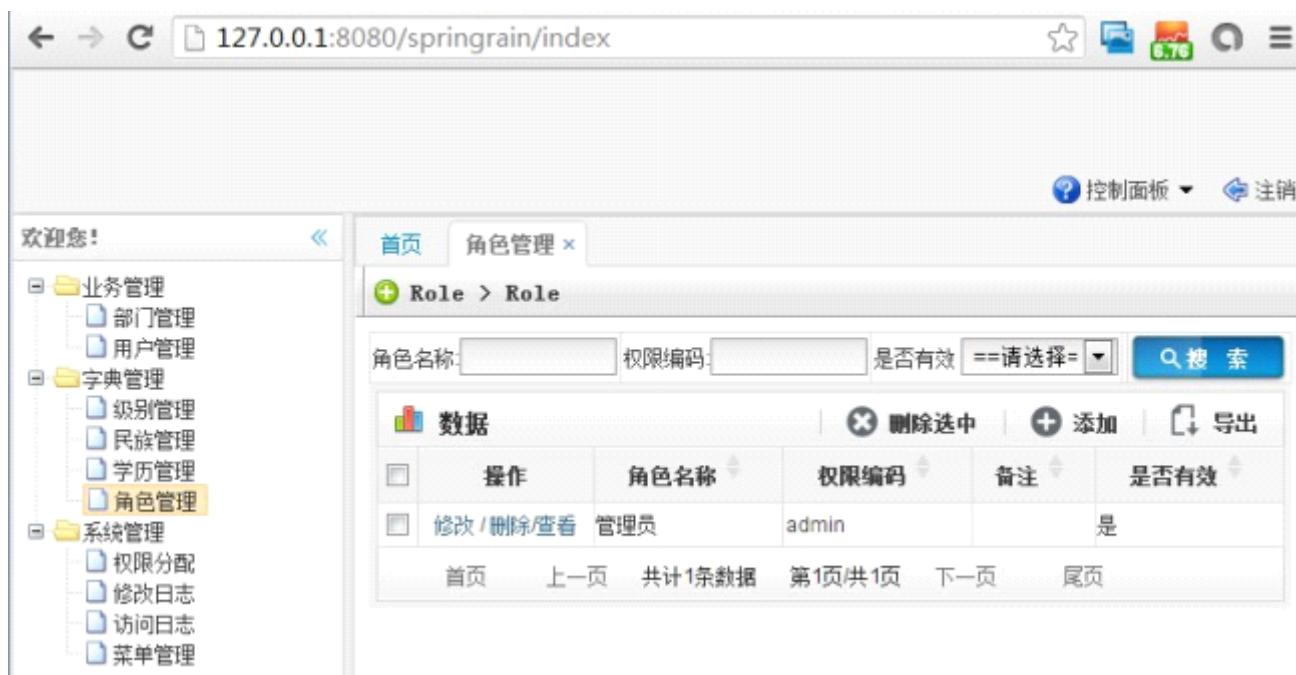 127.0.0.1:8080/springrain/index
6.76
控制面板 注销
欢迎您!
业务管理
部门管理
用户管理
字典管理
级别管理
民族管理
学历管理
角色管理
系统管理
权限分配
修改日志
访问日志
菜单管理
首页 角色管理 ×
Role > Role
角色名称: 权限编码: 是否有效 ==请选择= 搜 索
数据 删除选中 添加 导出
操作 角色名称 权限编码 备注 是否有效
修改 / 删除/查看 管理员 admin 是
首页 上一页 共计1条数据 第1页/共1页 下一页 尾页